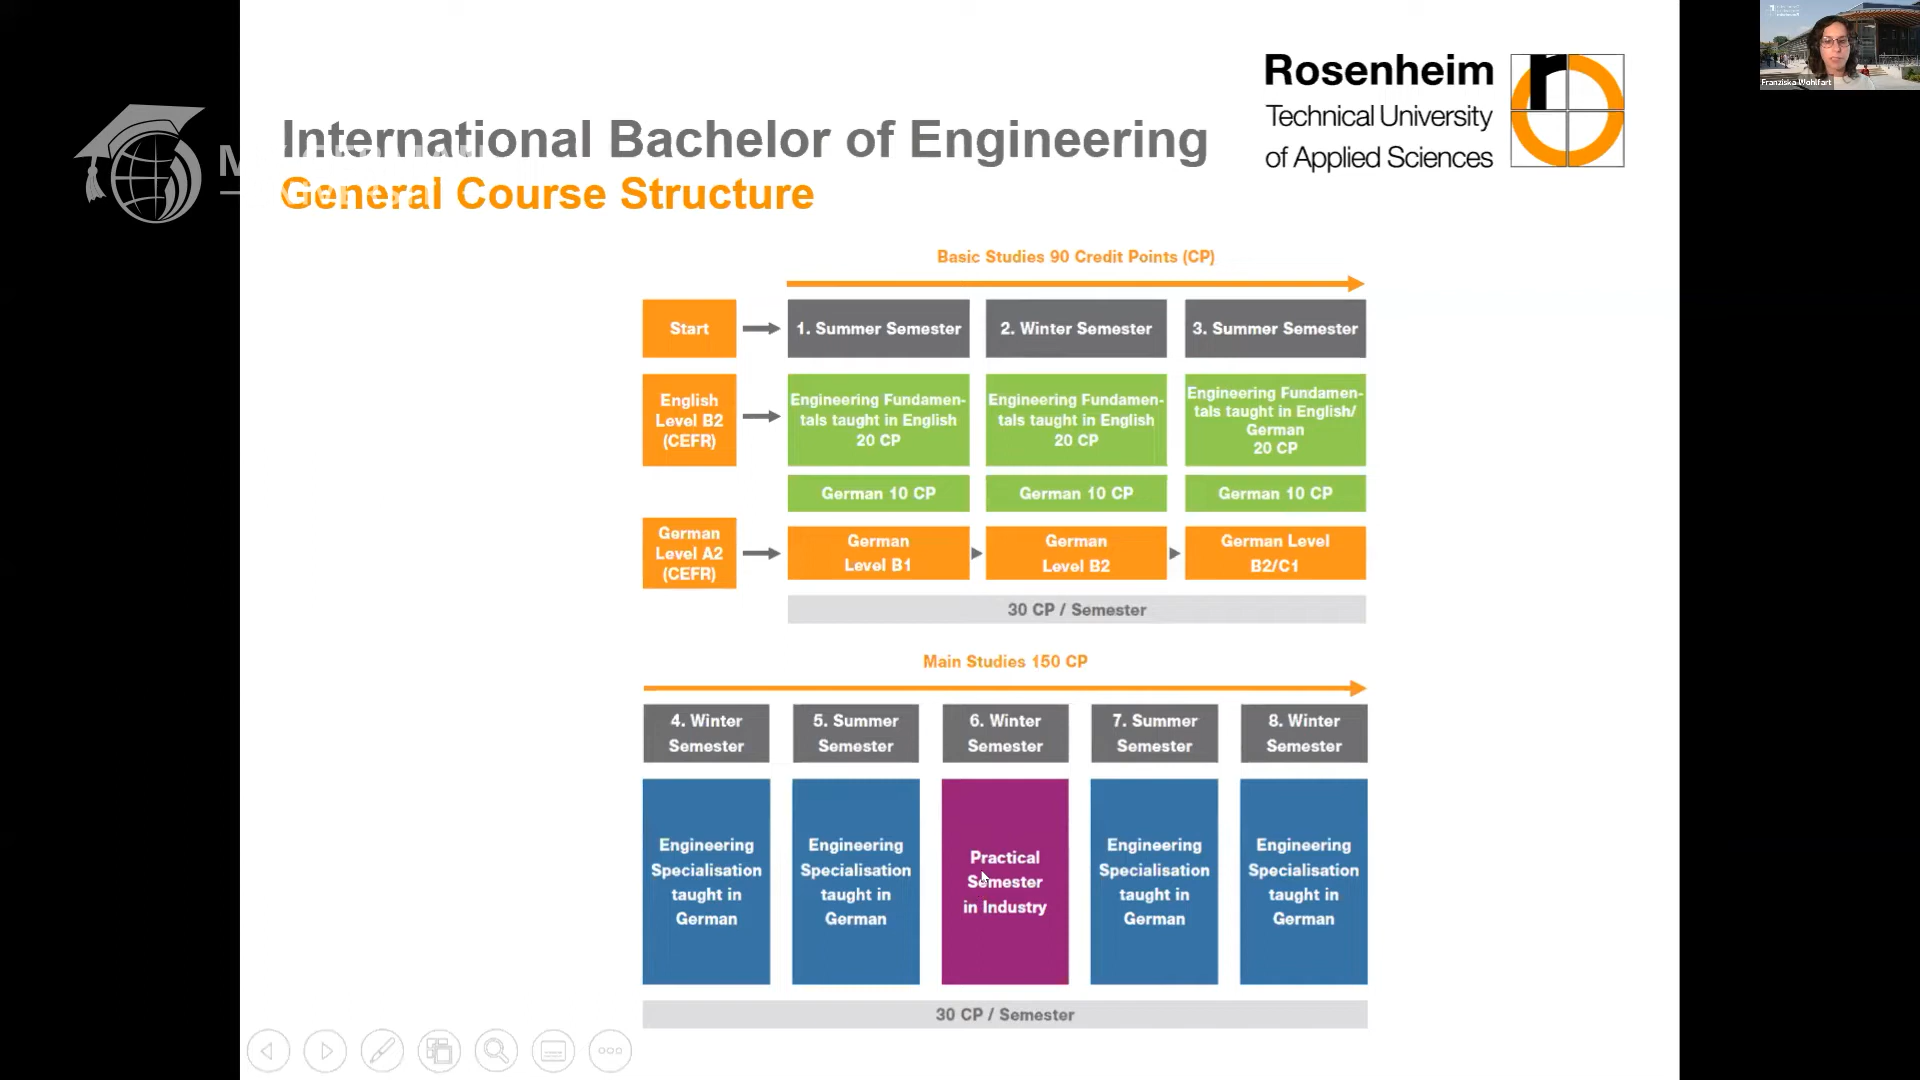 Rosenheim
Technical University
of Applied Sciences
Franziska Wohlfart
International Bachelor of Engineering
General Course Structure
Basic Studies 90 Credit Points (CP)
Start
1. Summer Semester
2. Winter Semester
3. Summer Semester
English
Level B2
(CEFR)
Engineering Fundamen-
tals taught in English
20 CP
Engineering Fundamen-
tals taught in English
20 CP
Engineering Fundamen-
tals taught in English/
German
20 CP
German 10 CP
German 10 CP
German 10 CP
German
Level A2
(CEFR)
German
Level B1
German
Level B2
German Level
B2/C1
30 CP / Semester
Main Studies 150 CP
4. Winter
Semester
5. Summer
Semester
6. Winter
Semester
7. Summer
Semester
8. Winter
Semester
Engineering
Specialisation
taught in
German
Engineering
Specialisation
taught in
German
Practical
Semester
in Industry
Engineering
Specialisation
taught in
German
Engineering
Specialisation
taught in
German
30 CP / Semester